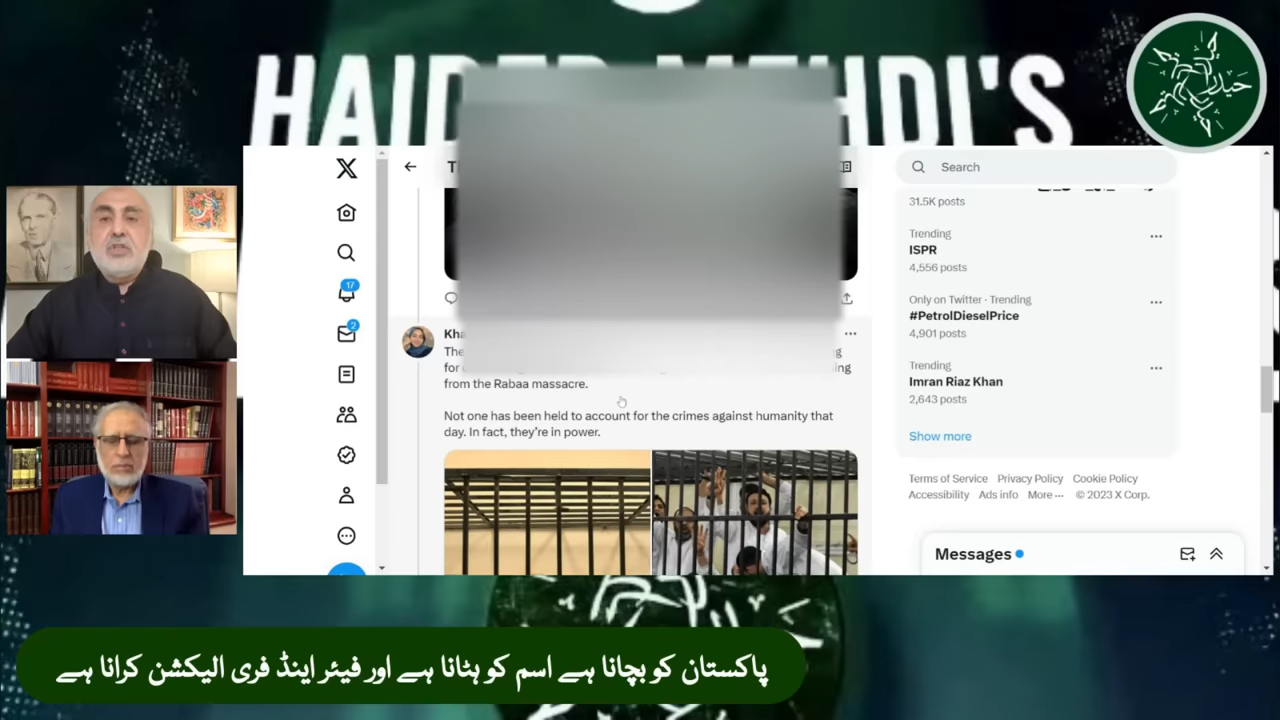 HAIDER MEHDI'S
حیدر
Search
31.5K posts
Trending
ISPR
4,556 posts
Only on Twitter · Trending
#PetrolDieselPrice
4,901 posts
Trending
Imran Riaz Khan
2,643 posts
Show more
Terms of Service Privacy Policy Cookie Policy
Accessibility Ads info More ··· © 2023 X Corp.
Messages
17
2
Kha
The
for
from the Rabaa massacre.
Not one has been held to account for the crimes against humanity that
day. In fact, they're in power.
پاکستان کو بچانا ہے اسم کو ہٹانا ہے اور فیئر اینڈ فری الیکشن کرانا ہے